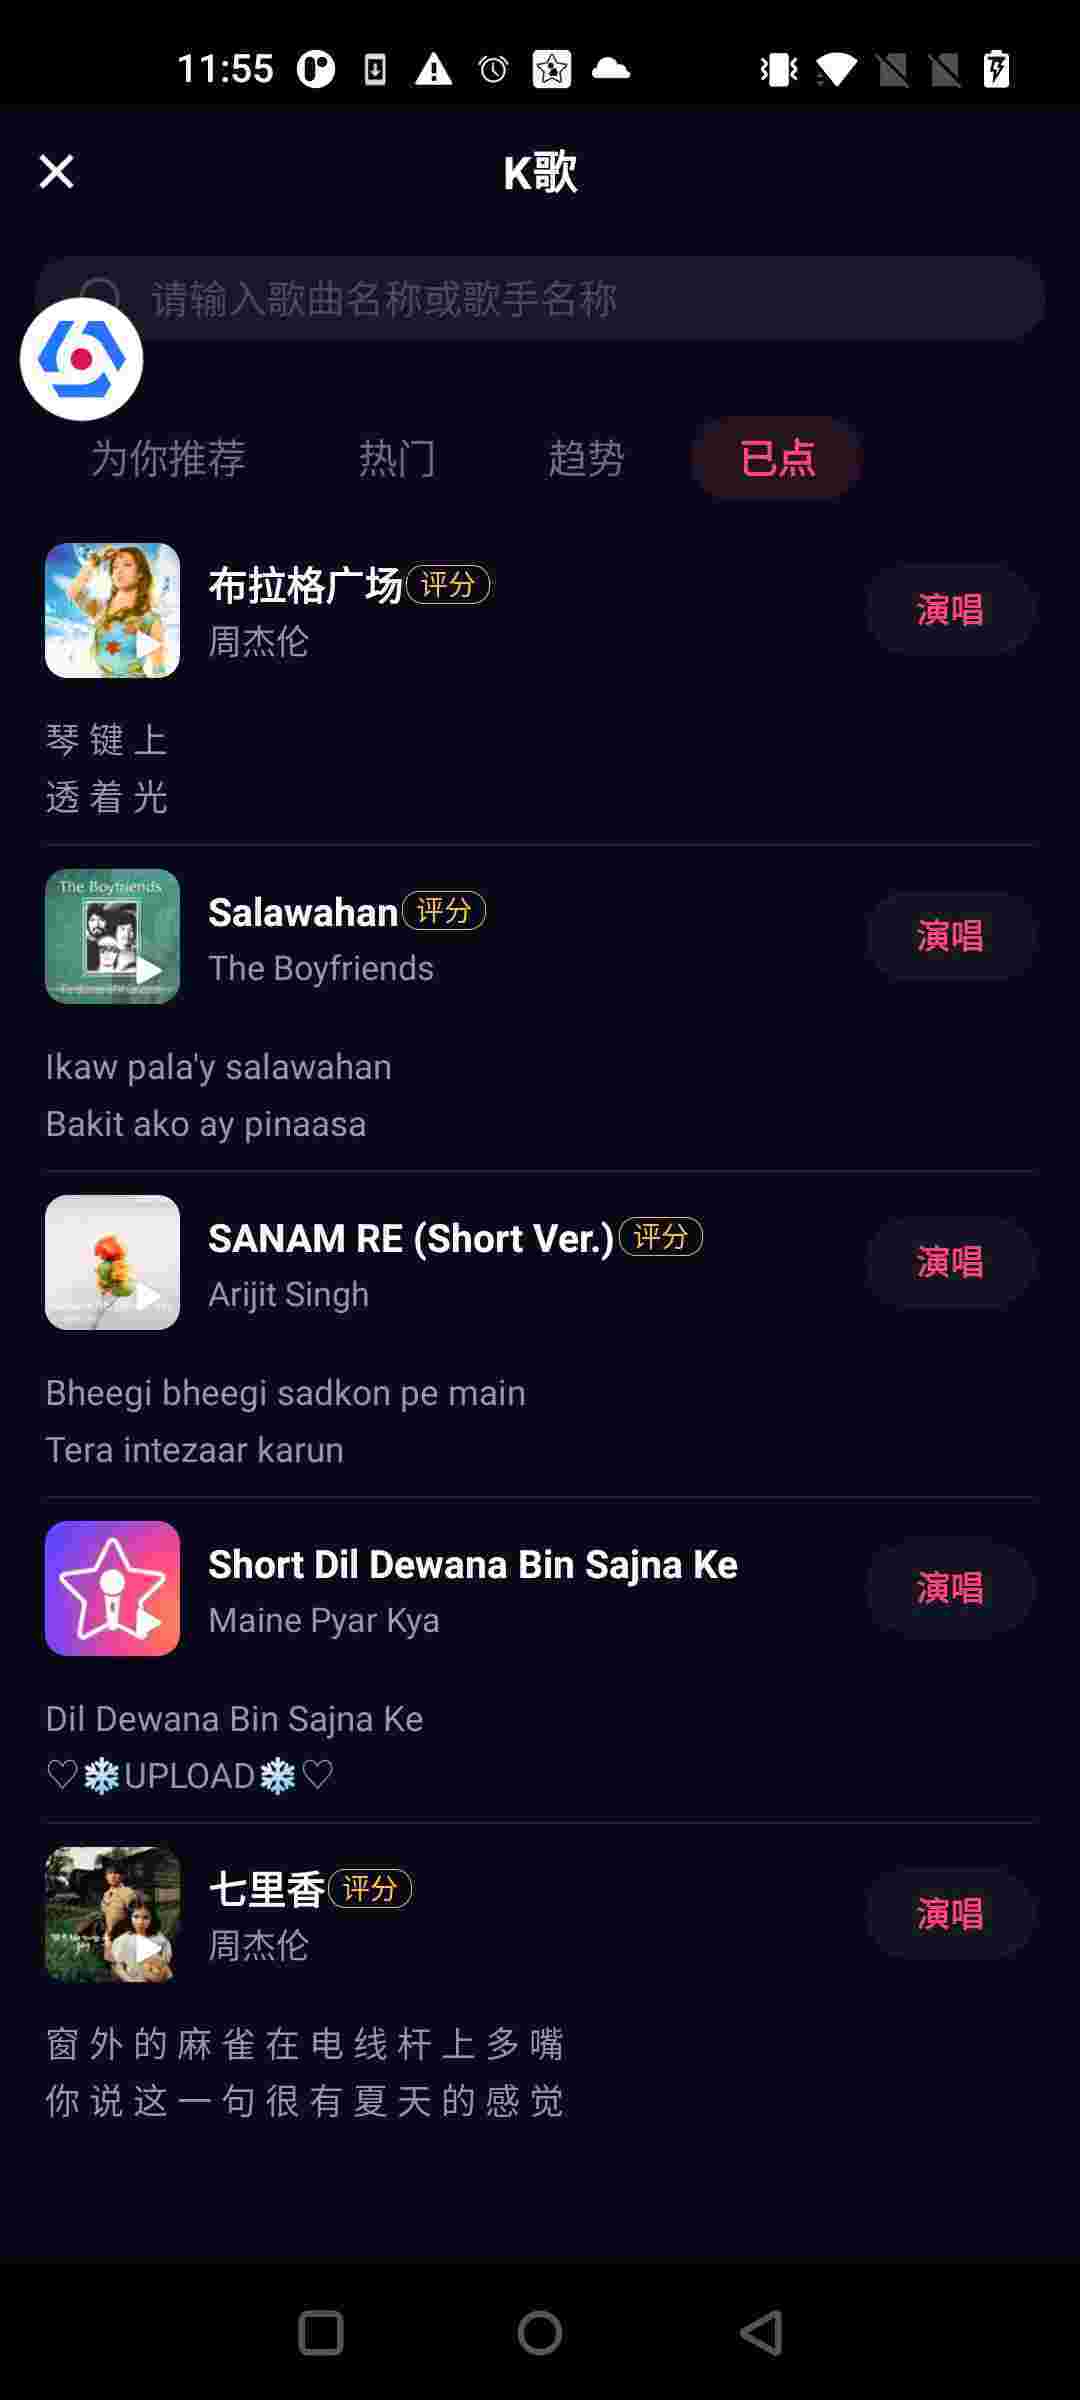 11:55
K歌
请输入歌曲名称或歌手名称
为你推荐 热门 趋势 已点
布拉格广场 评分
周杰伦
演唱
琴 键 上
透 着 光
The Boyfriends
Salawahan 评分
The Boyfriends
演唱
Ikaw pala'y salawahan
Bakit ako ay pinaasa
SANAM RE (Short Ver.) 评分
Arijit Singh
演唱
Bheegi bheegi sadkon pe main
Tera intezaar karun
Short Dil Dewana Bin Sajna Ke
Maine Pyar Kya
演唱
Dil Dewana Bin Sajna Ke
♡❄UPLOAD❄♡
七里香 评分
周杰伦
演唱
窗 外 的 麻 雀 在 电 线 杆 上 多 嘴
你 说 这 一 句 很 有 夏 天 的 感 觉